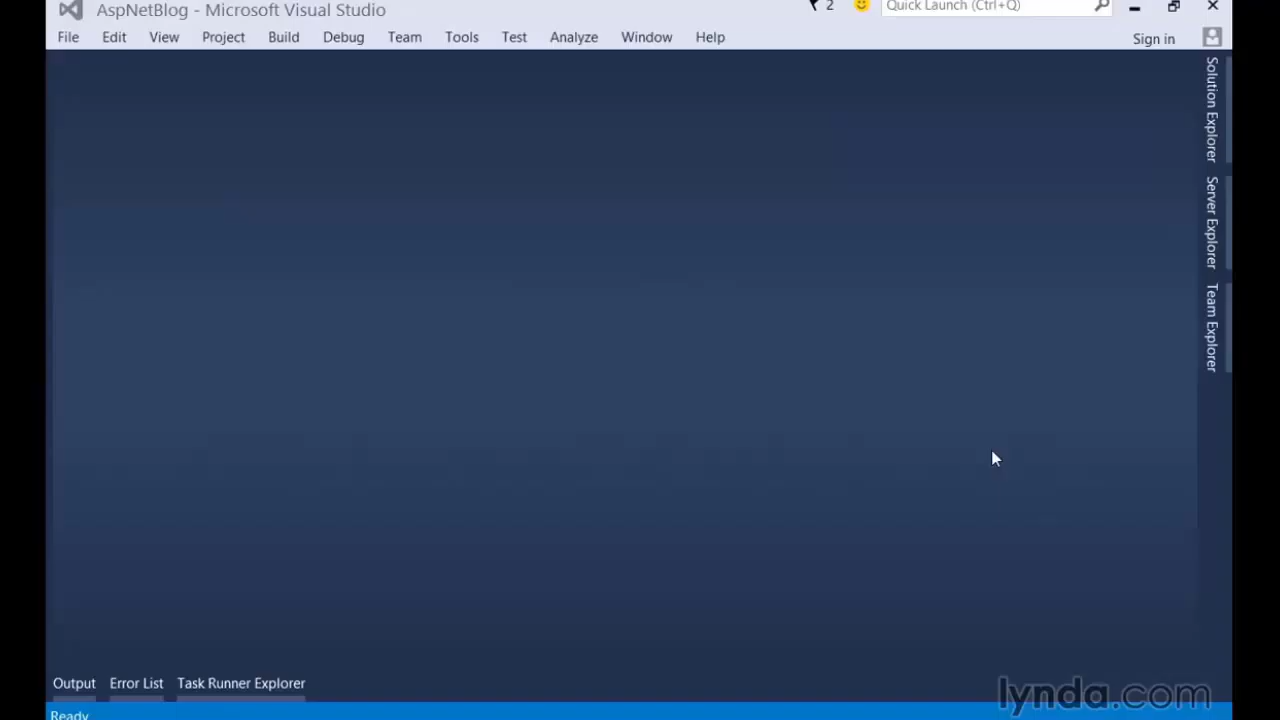 AspNetBlog - Microsoft Visual Studio
2
Quick Launch (Ctrl+Q)
File Edit View Project Build Debug Team Tools Test Analyze Window Help
Sign in
Solution Explorer
Server Explorer
Team Explorer
Output Error List Task Runner Explorer
Ready
lynda.com